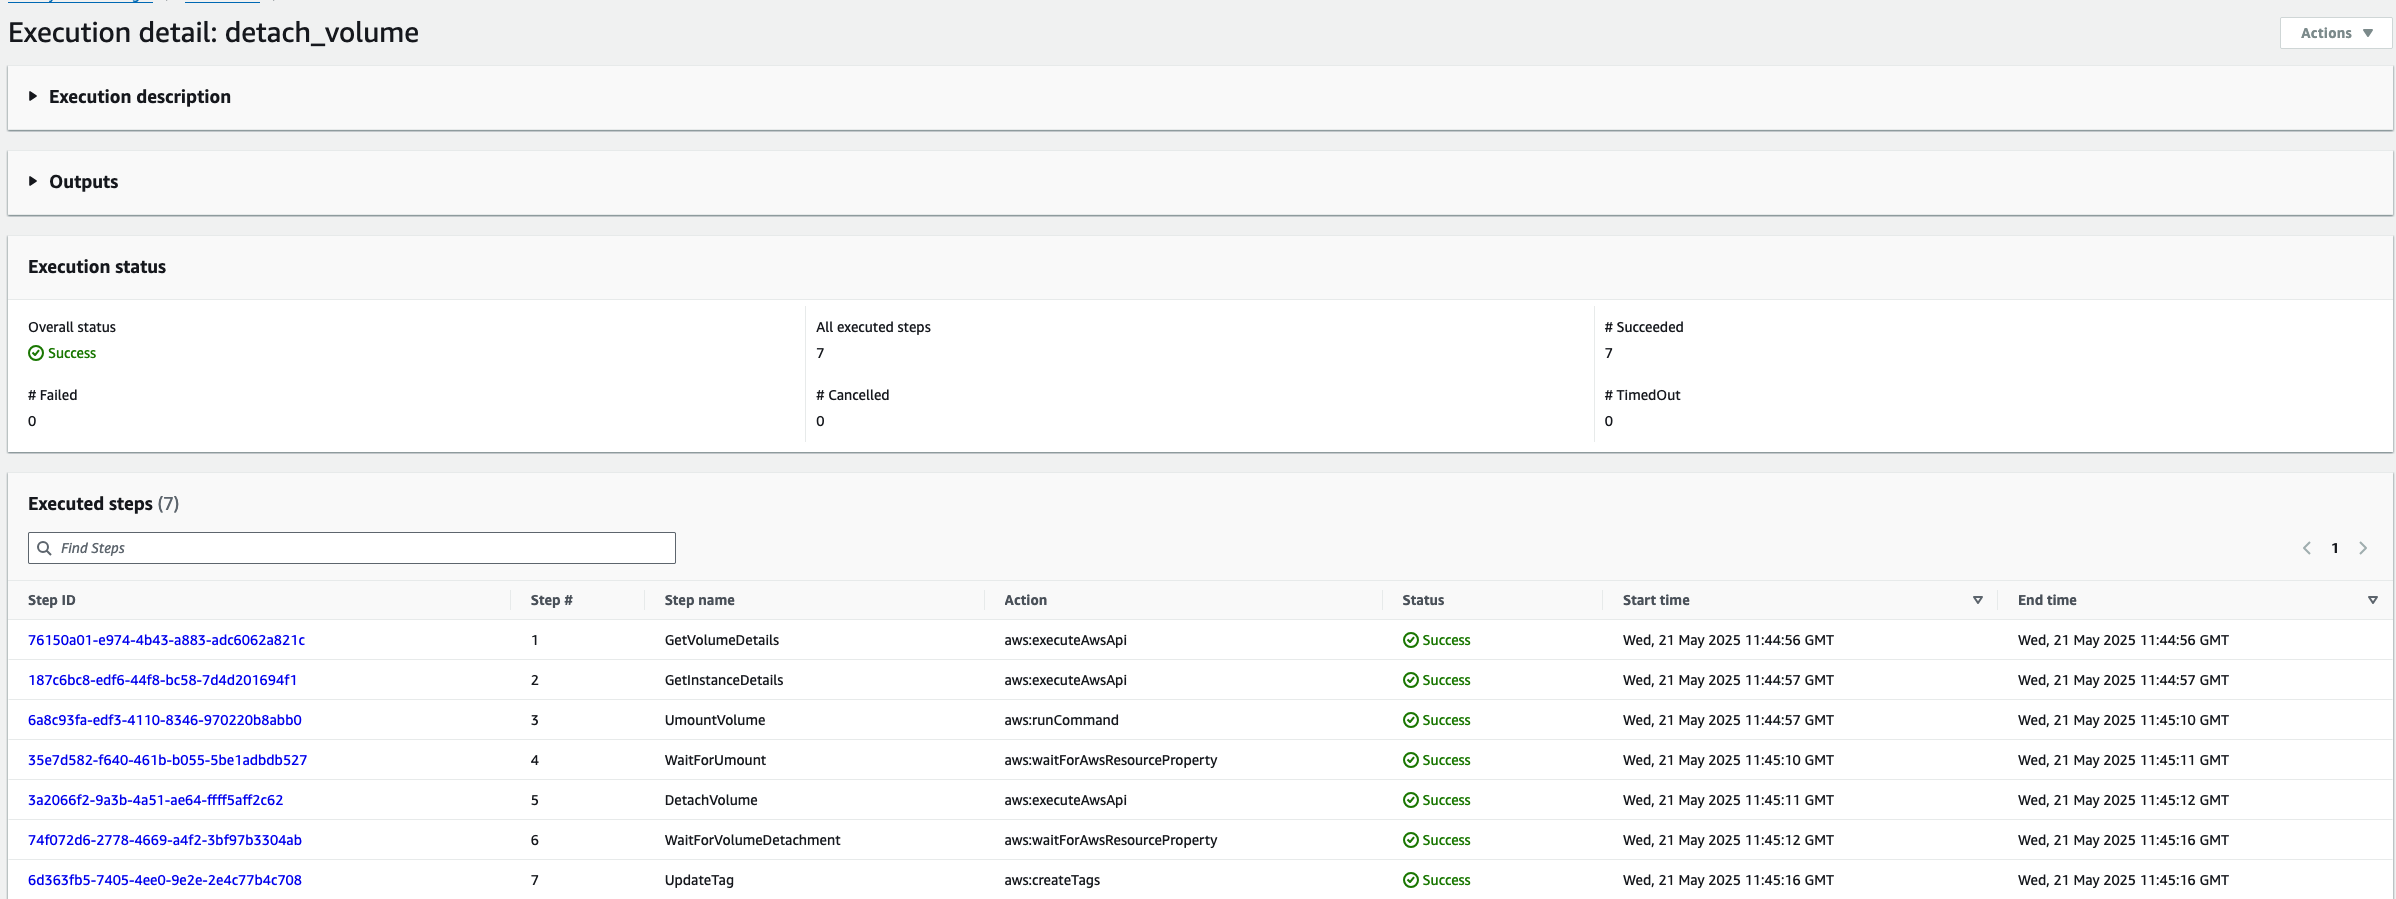 Execution detail: detach_volume
Actions
Execution description
Outputs
Execution status
Overall status
All executed steps
# Succeeded
Success
7
7
# Failed
# Cancelled
# TimedOut
0
0
0
Executed steps (7)
Find Steps
1
Step ID Step # Step name Action Status Start time End time
76150a01-e974-4b43-a883-adc6062a821c 1 GetVolumeDetails aws:executeAwsApi Success Wed, 21 May 2025 11:44:56 GMT Wed, 21 May 2025 11:44:56 GMT
187c6bc8-edf6-44f8-bc58-7d4d201694f1 2 GetInstanceDetails aws:executeAwsApi Success Wed, 21 May 2025 11:44:57 GMT Wed, 21 May 2025 11:44:57 GMT
6a8c93fa-edf3-4110-8346-970220b8abb0 3 UmountVolume aws:runCommand Success Wed, 21 May 2025 11:44:57 GMT Wed, 21 May 2025 11:45:10 GMT
35e7d582-f640-461b-b055-5be1adbdb527 4 WaitForUmount aws:waitForAwsResourceProperty Success Wed, 21 May 2025 11:45:10 GMT Wed, 21 May 2025 11:45:11 GMT
3a2066f2-9a3b-4a51-ae64-ffff5aff2c62 5 DetachVolume aws:executeAwsApi Success Wed, 21 May 2025 11:45:11 GMT Wed, 21 May 2025 11:45:12 GMT
74f072d6-2778-4669-a4f2-3bf97b3304ab 6 WaitForVolumeDetachment aws:waitForAwsResourceProperty Success Wed, 21 May 2025 11:45:12 GMT Wed, 21 May 2025 11:45:16 GMT
6d363fb5-7405-4ee0-9e2e-2e4c77b4c708 7 UpdateTag aws:createTags Success Wed, 21 May 2025 11:45:16 GMT Wed, 21 May 2025 11:45:16 GMT